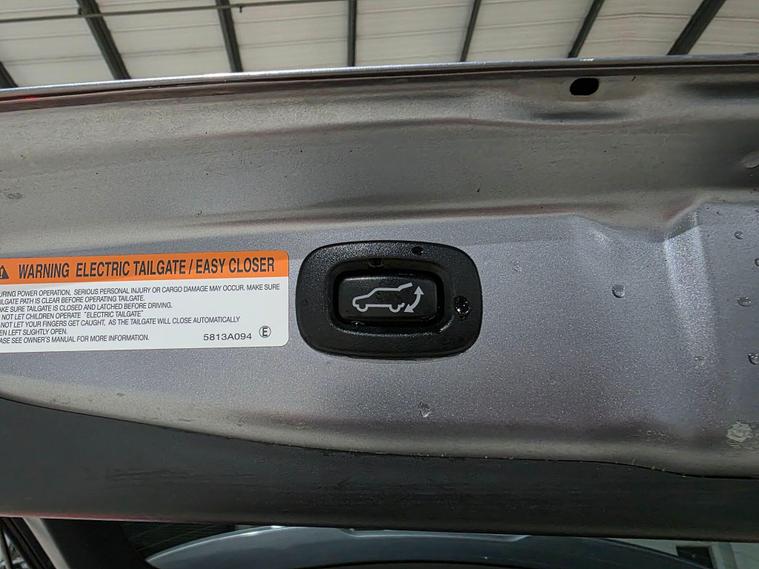 WARNING ELECTRIC TAILGATE / EASY CLOSER
URING POWER OPERATION, SERIOUS PERSONAL INJURY OR CARGO DAMAGE MAY OCCUR. MAKE SURE
AILGATE PATH IS CLEAR BEFORE OPERATING TAILGATE.
AKE SURE TAILGATE IS CLOSED AND LATCHED BEFORE DRIVING.
NOT LET CHILDREN OPERATE "ELECTRIC TAILGATE"
NOT LET YOUR FINGERS GET CAUGHT, AS THE TAILGATE WILL CLOSE AUTOMATICALLY
EN LEFT SLIGHTLY OPEN.
ASE SEE OWNER'S MANUAL FOR MORE INFORMATION.
5813A094 E